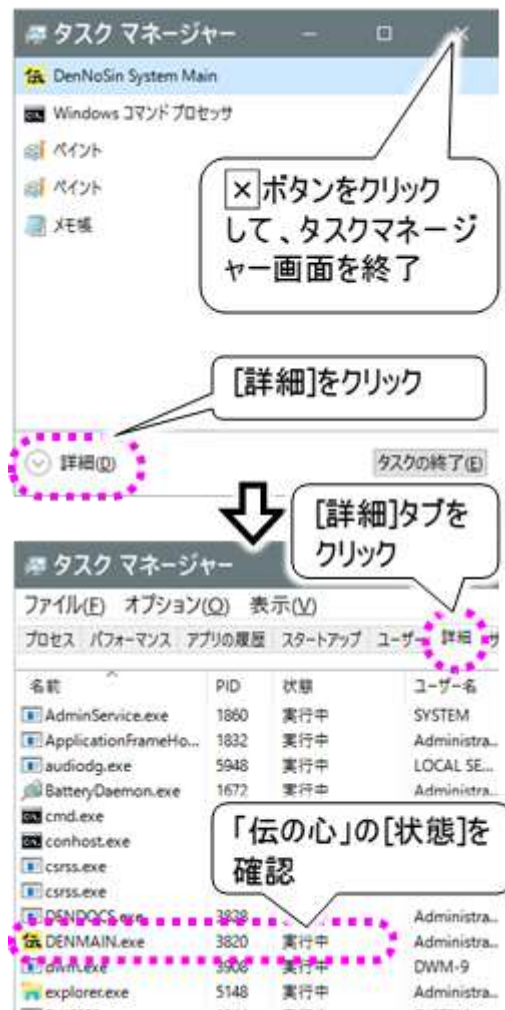 タスク マネージャー
DenNoSin System Main
Windows コマンド プロセッサ
ペイント
ペイント
メモ帳
×ボタンをクリック
して、タスクマネージ
ャー画面を終了
[詳細]をクリック
詳細(D)
タスクの終了(E)
[詳細]タブを
クリック
タスク マネージャー
ファイル(F) オプション(O) 表示(V)
プロセス パフォーマンス アプリの履歴 スタートアップ ユーザー 詳細 サ
名前 PID 状態 ユーザー名
AdminService.exe 1860 実行中 SYSTEM
ApplicationFrameHo... 1832 実行中 Administra...
audiodg.exe 5948 実行中 LOCAL SE...
BatteryDaemon.exe 1672 実行中 Administra...
cmd.exe
conhost.exe
csrss.exe
csrss.exe
「伝の心」の[状態]を
確認
DENDOCS.exe 3828 Administra...
DENMAIN.exe 3820 実行中 Administra...
dwm.exe 3908 実行中 DWM-9
explorer.exe 5148 実行中 Administra...